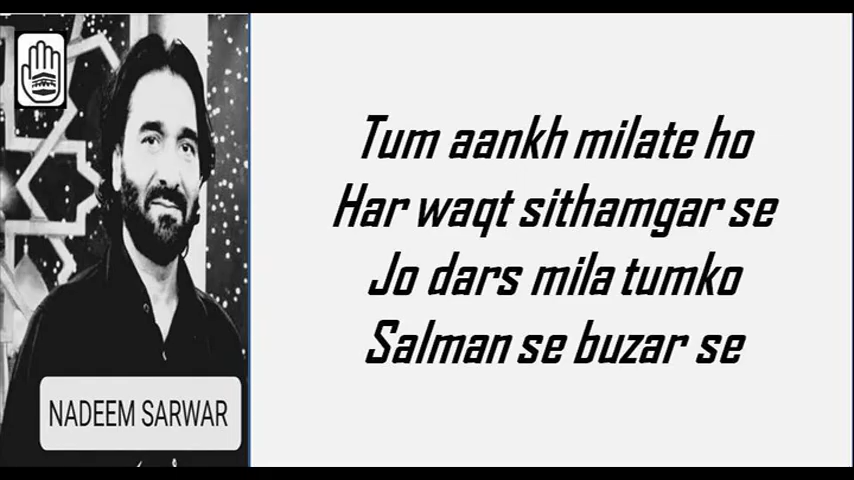 Tum aankh milate ho
Har waqt sithamgar se
Jo dars mila tumko
Salman se buzar se
NADEEM SARWAR